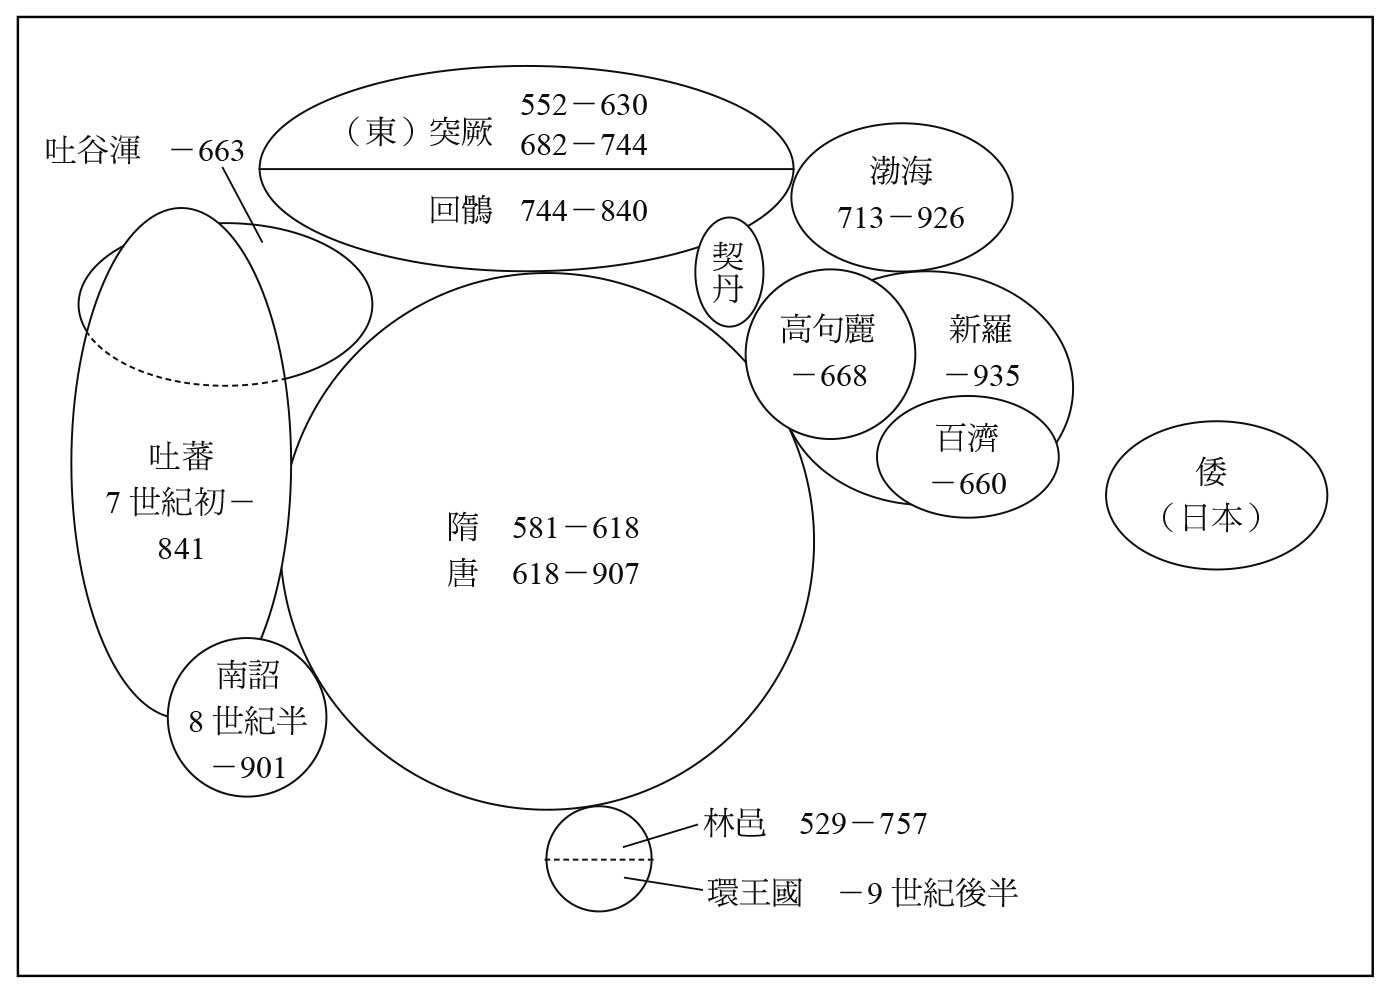 （東）突厥
552－630
682－744
回鶻 744－840
吐谷渾 －663
渤海
713－926
契丹
高句麗
－668
新羅
－935
百濟
－660
倭
（日本）
吐蕃
7 世紀初－
841
隋 581－618
唐 618－907
南詔
8 世紀半
－901
林邑 529－757
環王國 －9 世紀後半